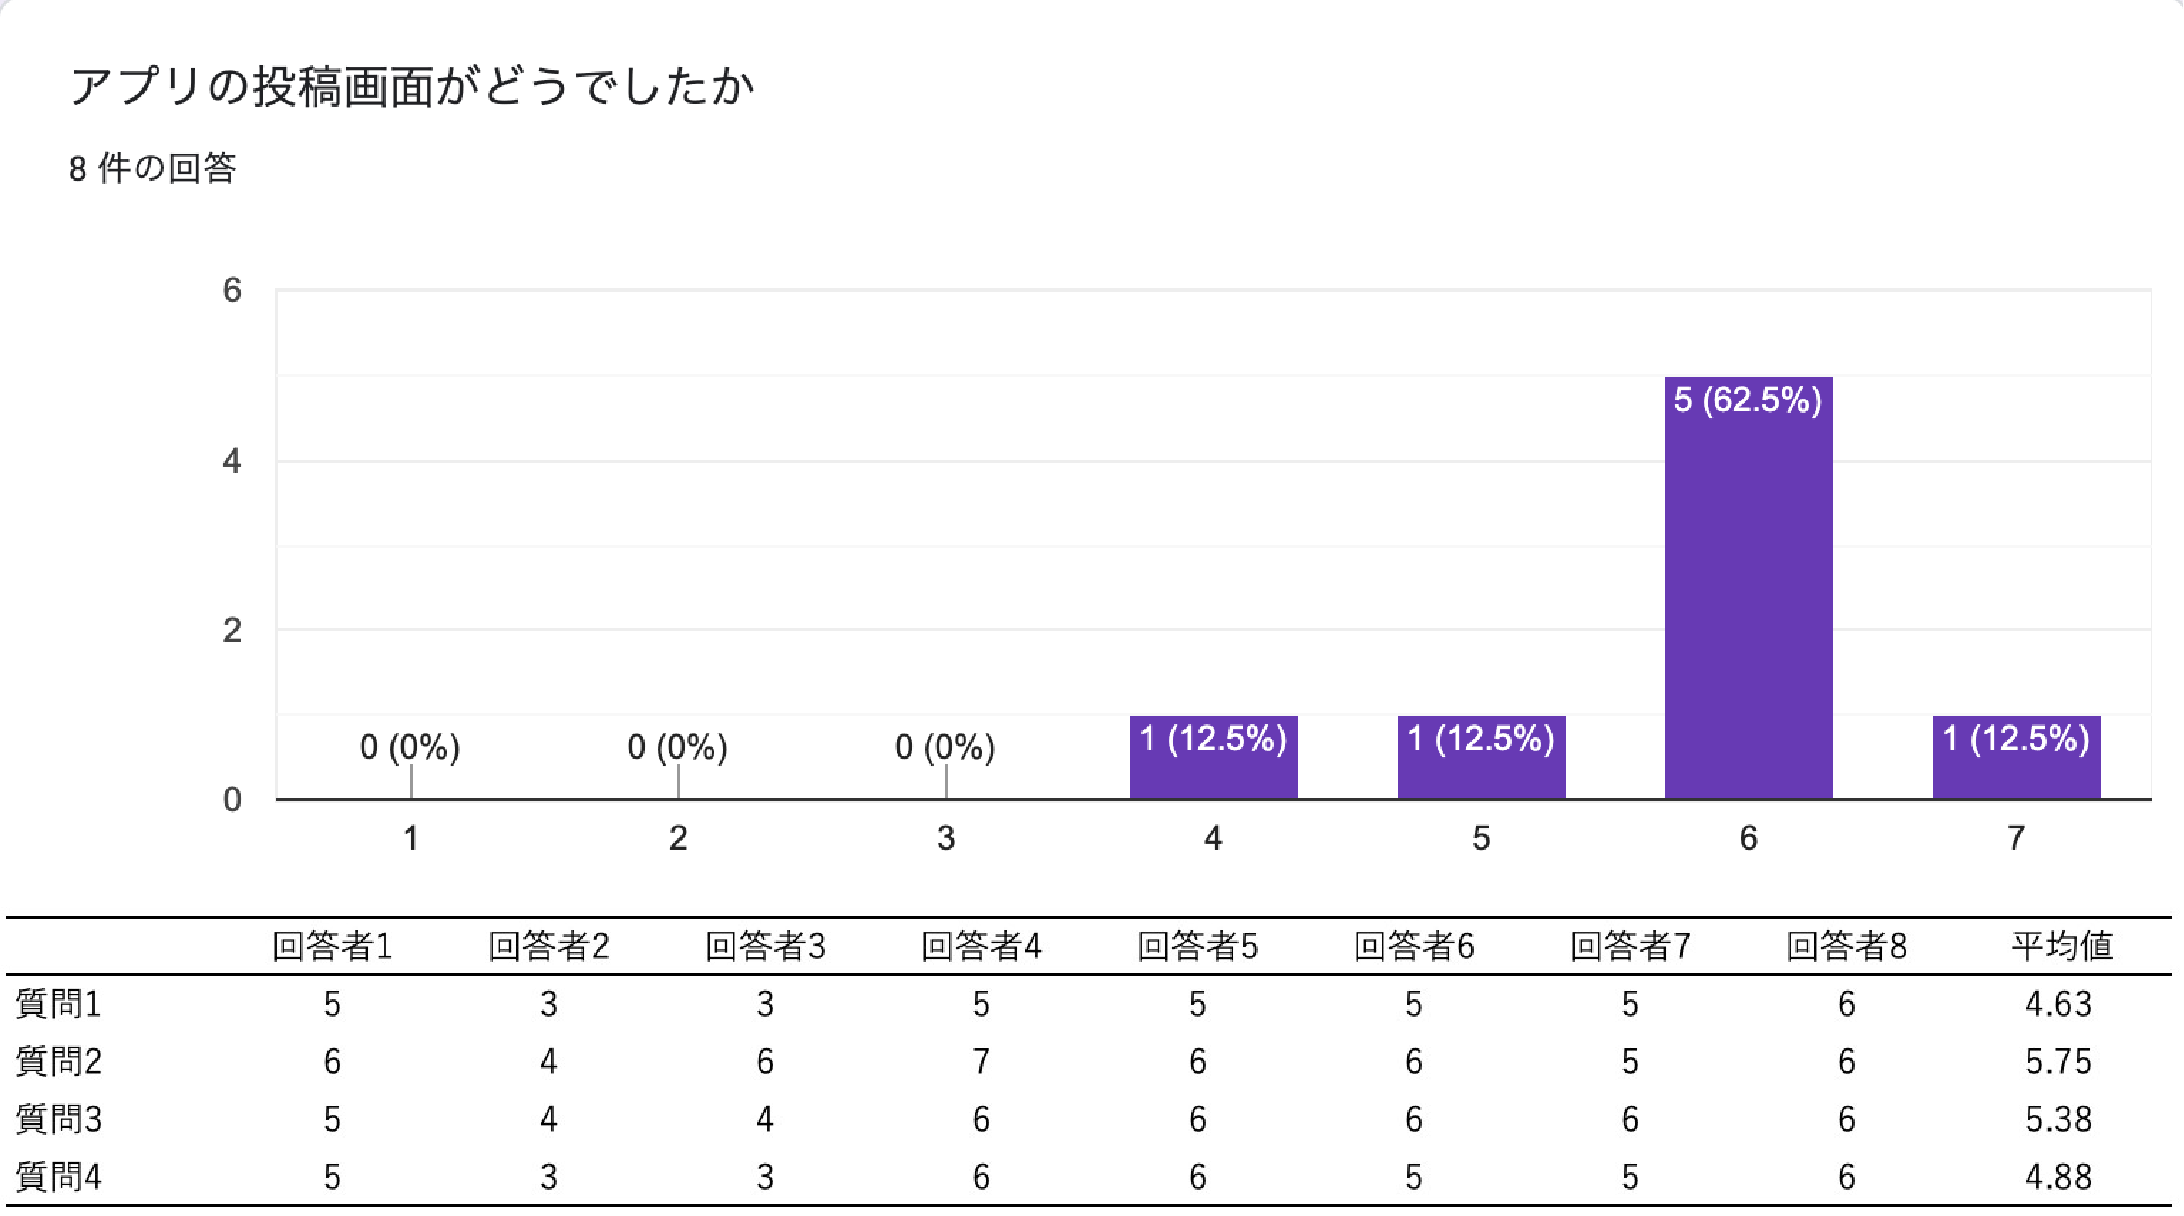 アプリの投稿画面がどうでしたか
8 件の回答
6
4
2
0
0 (0%) 0 (0%) 0 (0%) 1 (12.5%) 1 (12.5%) 5 (62.5%) 1 (12.5%)
1 2 3 4 5 6 7
回答者1 回答者2 回答者3 回答者4 回答者5 回答者6 回答者7 回答者8 平均値
質問1 5 3 3 5 5 5 5 6 4.63
質問2 6 4 6 7 6 6 5 6 5.75
質問3 5 4 4 6 6 6 6 6 5.38
質問4 5 3 3 6 6 5 5 6 4.88